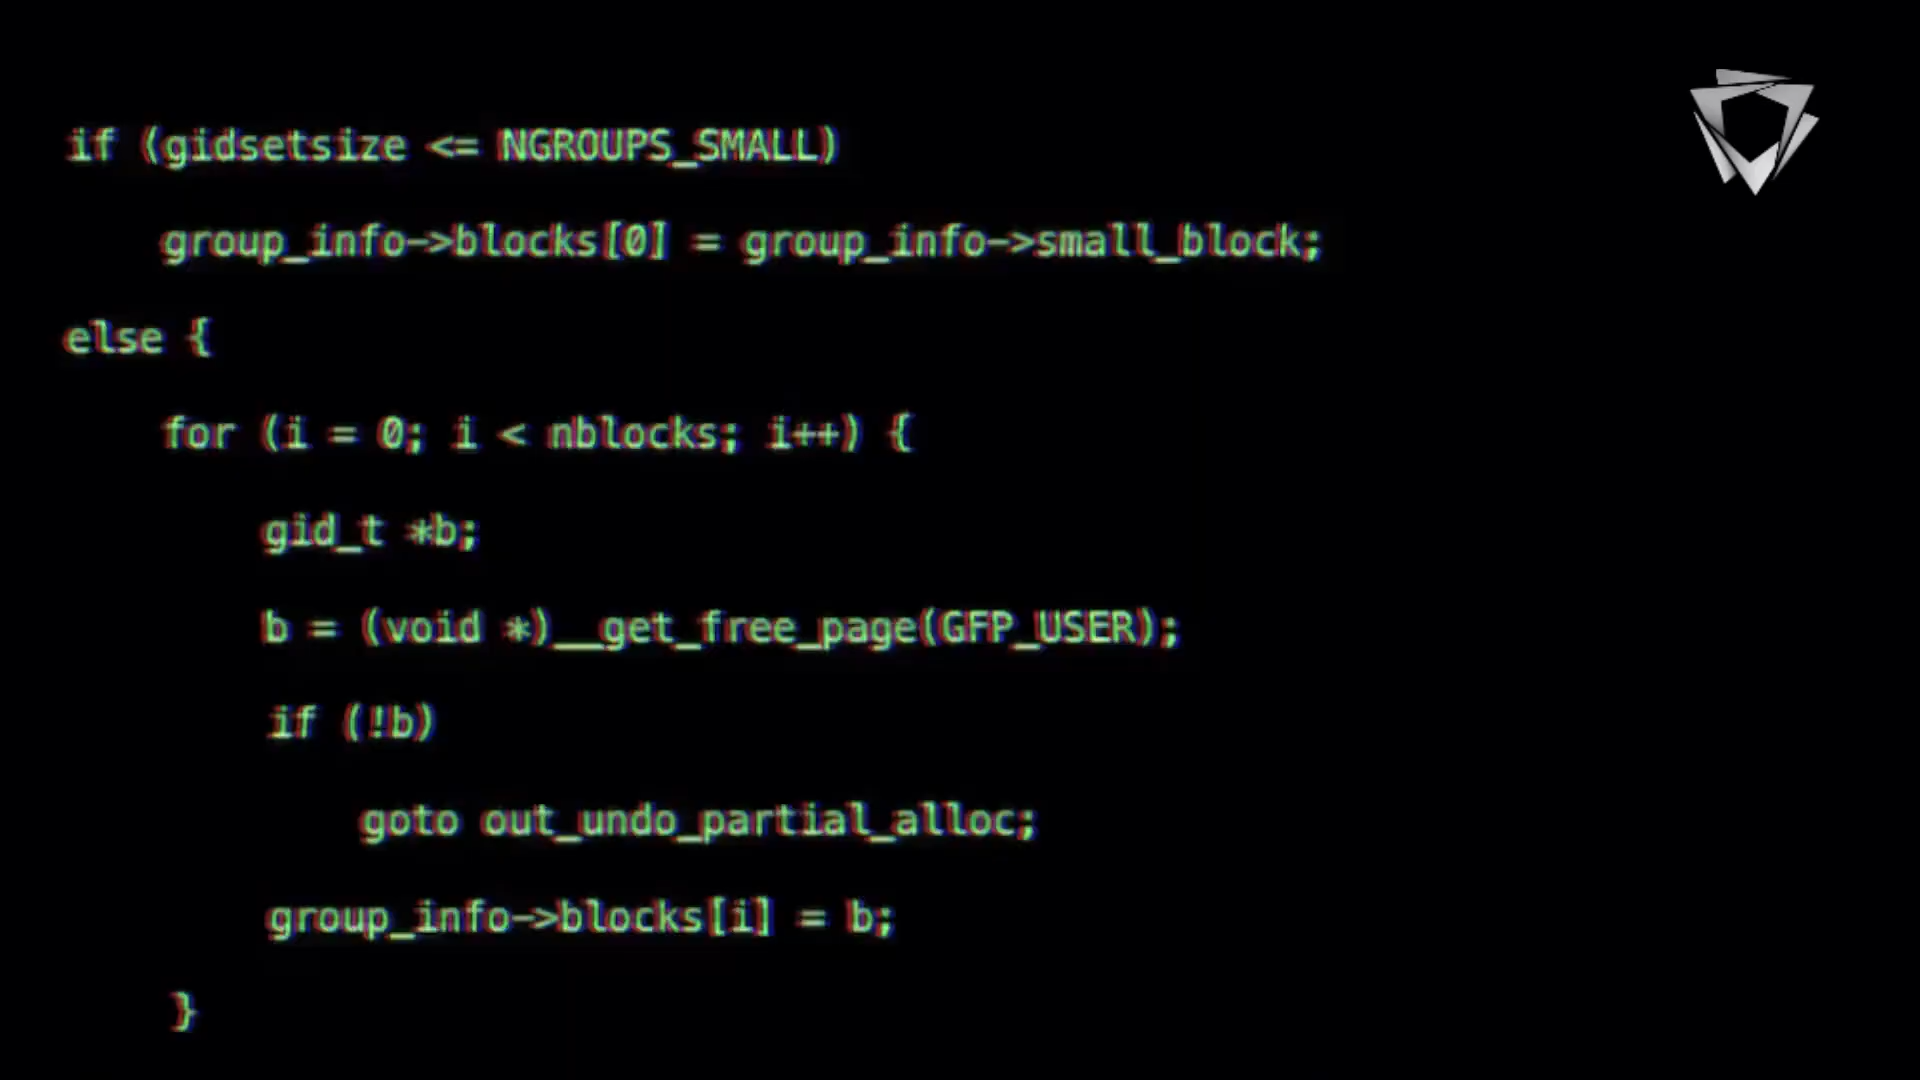 if (gidsetsize <= NGROUPS_SMALL)
group_info->blocks[0] = group_info->small_block;
else {
for (i = 0; i < nblocks; i++) {
gid_t *b;
b = (void *)__get_free_page(GFP_USER);
if (!b)
goto out_undo_partial_alloc;
group_info->blocks[i] = b;
}